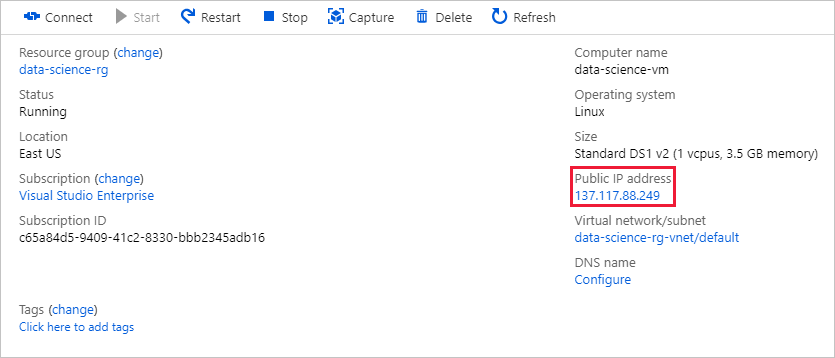 Connect Start Restart Stop Capture Delete Refresh
Resource group (change)
data-science-rg
Status
Running
Location
East US
Subscription (change)
Visual Studio Enterprise
Subscription ID
c65a84d5-9409-41c2-8330-bbb2345adb16
Computer name
data-science-vm
Operating system
Linux
Size
Standard DS1 v2 (1 vcpus, 3.5 GB memory)
Public IP address
137.117.88.249
Virtual network/subnet
data-science-rg-vnet/default
DNS name
Configure
Tags (change)
Click here to add tags